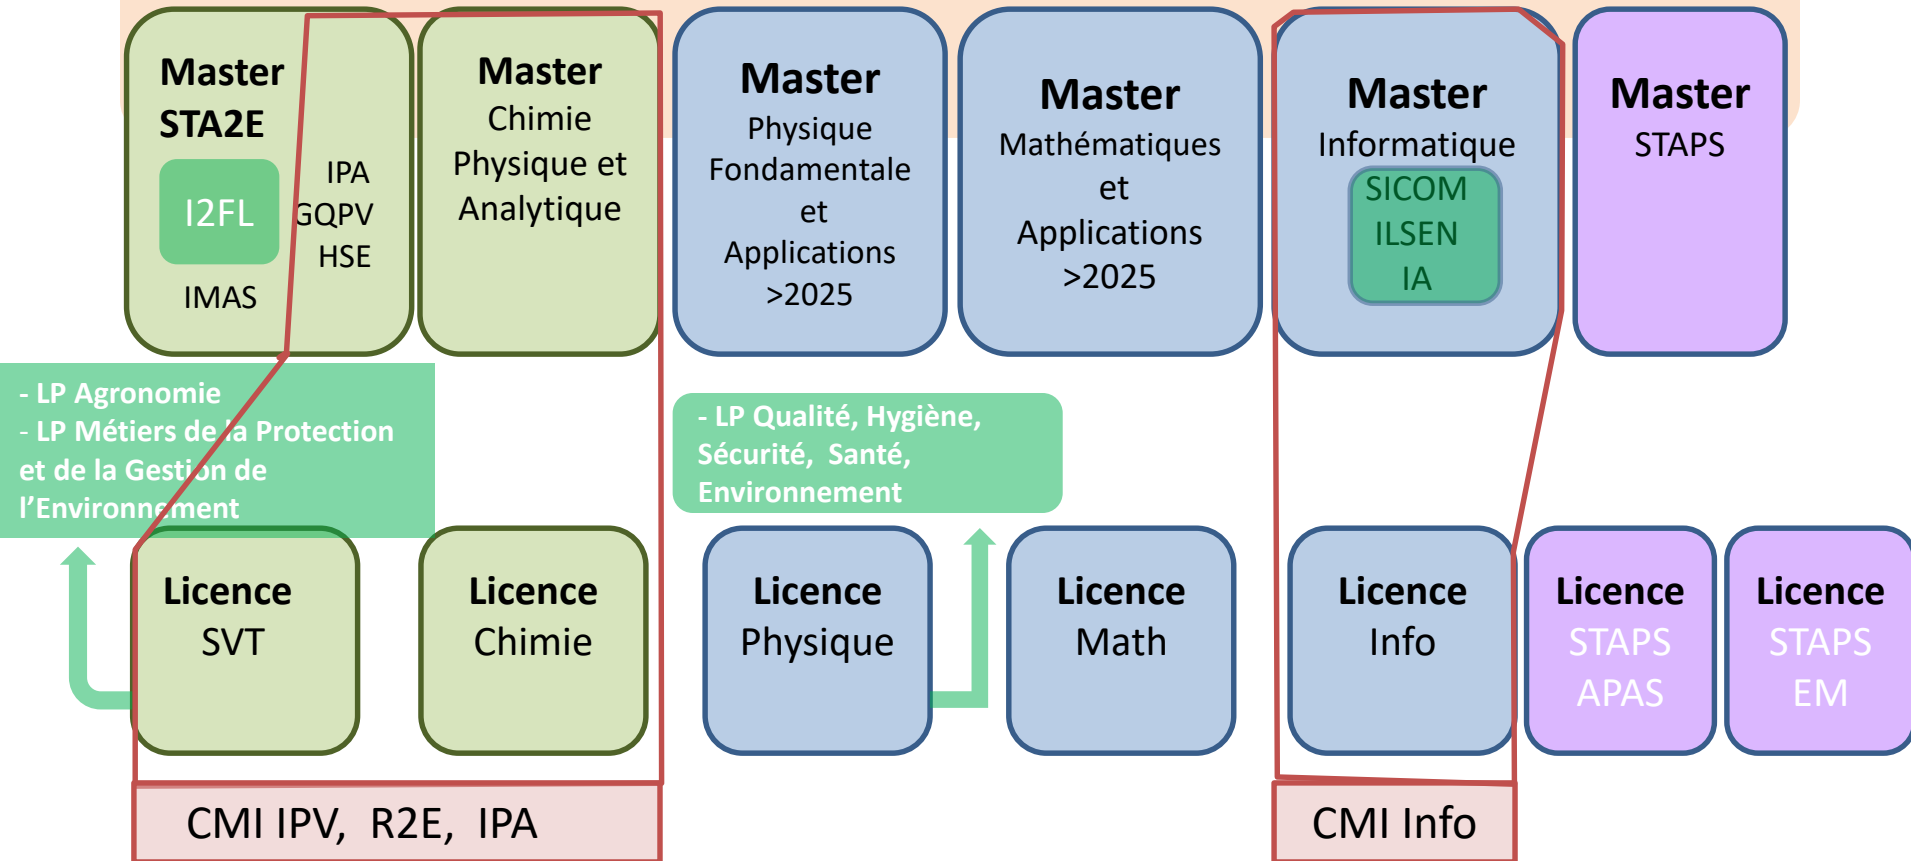 Master
STA2E
I2FL
IMAS
IPA
GQPV
HSE
Master
Chimie
Physique et
Analytique
Master
Physique
Fondamentale
et
Applications
>2025
Master
Mathématiques
et
Applications
>2025
Master
Informatique
SICOM
ILSEN
IA
Master
STAPS
- LP Agronomie
- LP Métiers de la Protection
et de la Gestion de
l’Environnement
- LP Qualité, Hygiène,
Sécurité, Santé,
Environnement
Licence
SVT
Licence
Chimie
Licence
Physique
Licence
Math
Licence
Info
Licence
STAPS
APAS
Licence
STAPS
EM
CMI IPV, R2E, IPA
CMI Info